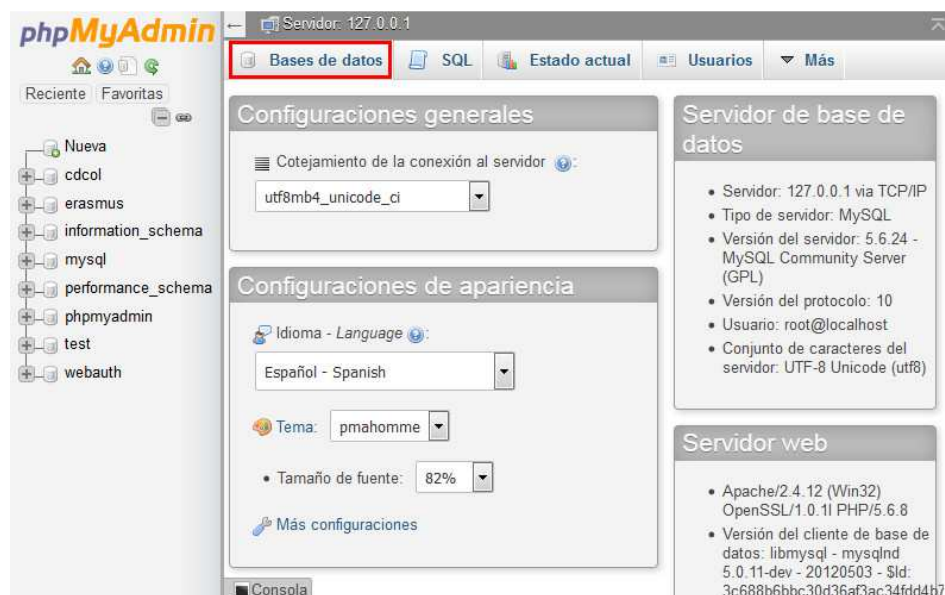 phpMyAdmin
Reciente Favoritas
Nueva
cdcol
erasmus
information_schema
mysql
performance_schema
phpmyadmin
test
webauth
Servidor: 127.0.0.1
Bases de datos SQL Estado actual Usuarios Más
Configuraciones generales
Cotejamiento de la conexión al servidor :
utf8mb4_unicode_ci
Configuraciones de apariencia
Idioma - Language :
Español - Spanish
Tema: pmahomme
• Tamaño de fuente: 82%
Más configuraciones
Consola
Servidor de base de
datos
• Servidor: 127.0.0.1 via TCP/IP
• Tipo de servidor: MySQL
• Versión del servidor: 5.6.24 -
MySQL Community Server
(GPL)
• Versión del protocolo: 10
• Usuario: root@localhost
• Conjunto de caracteres del
servidor: UTF-8 Unicode (utf8)
Servidor web
• Apache/2.4.12 (Win32)
OpenSSL/1.0.1l PHP/5.6.8
• Versión del cliente de base de
datos: libmysql - mysqlnd
5.0.11-dev - 20120503 - $Id:
3c688b6bbc30d36af3ac34fdd4b7